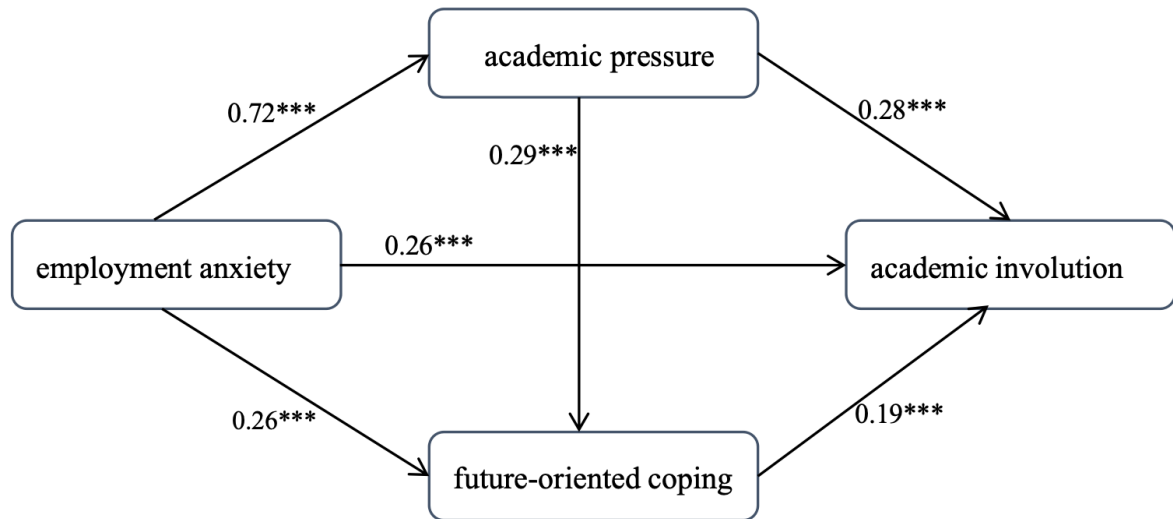 academic pressure
0.72***
0.28***
0.29***
0.26***
employment anxiety
academic involution
0.26***
0.19***
future-oriented coping